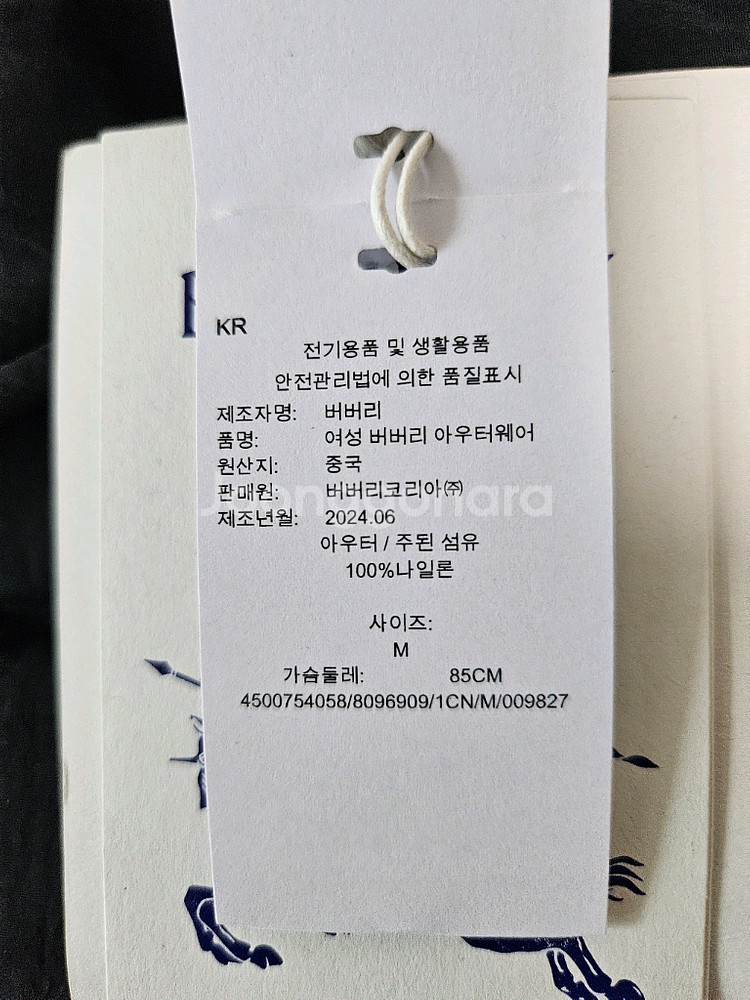 KR
전기용품 및 생활용품
안전관리법에 의한 품질표시
제조자명: 버버리
품명: 여성 버버리 아우터웨어
원산지: 중국
판매원: 버버리코리아㈜
제조년월: 2024.06
아우터 / 주된 섬유
100%나일론
사이즈:
M
가슴둘레: 85CM
4500754058/8096909/1CN/M/009827
Joonggonara